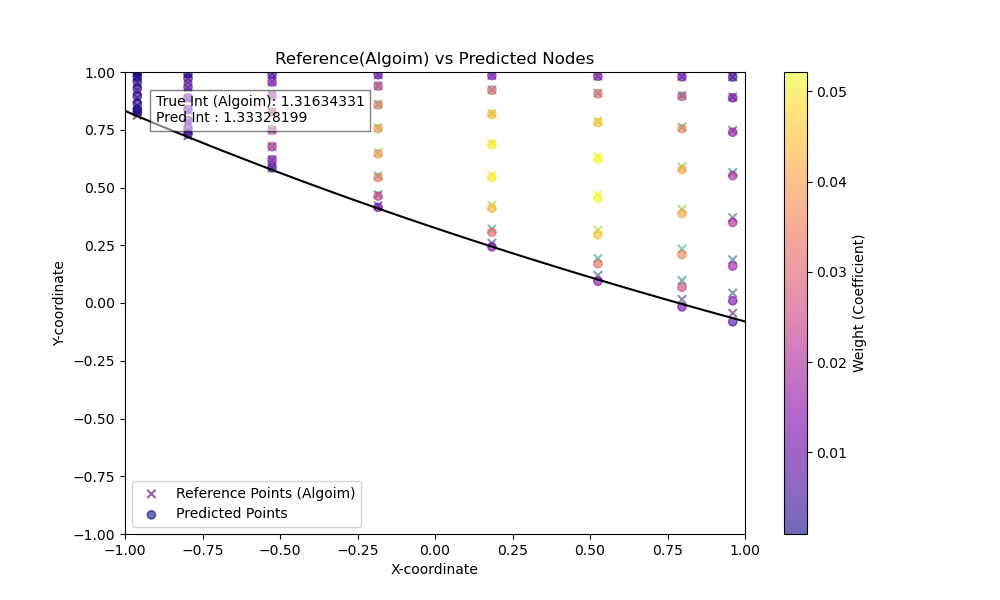 Reference(Algoim) vs Predicted Nodes
True Int (Algoim): 1.31634331
Pred Int : 1.33328199
1.00
0.75
0.50
0.25
0.00
−0.25
−0.50
−0.75
−1.00
Y-coordinate
Reference Points (Algoim)
Predicted Points
−1.00 −0.75 −0.50 −0.25 0.00 0.25 0.50 0.75 1.00
X-coordinate
0.05
0.04
0.03
0.02
0.01
Weight (Coefficient)